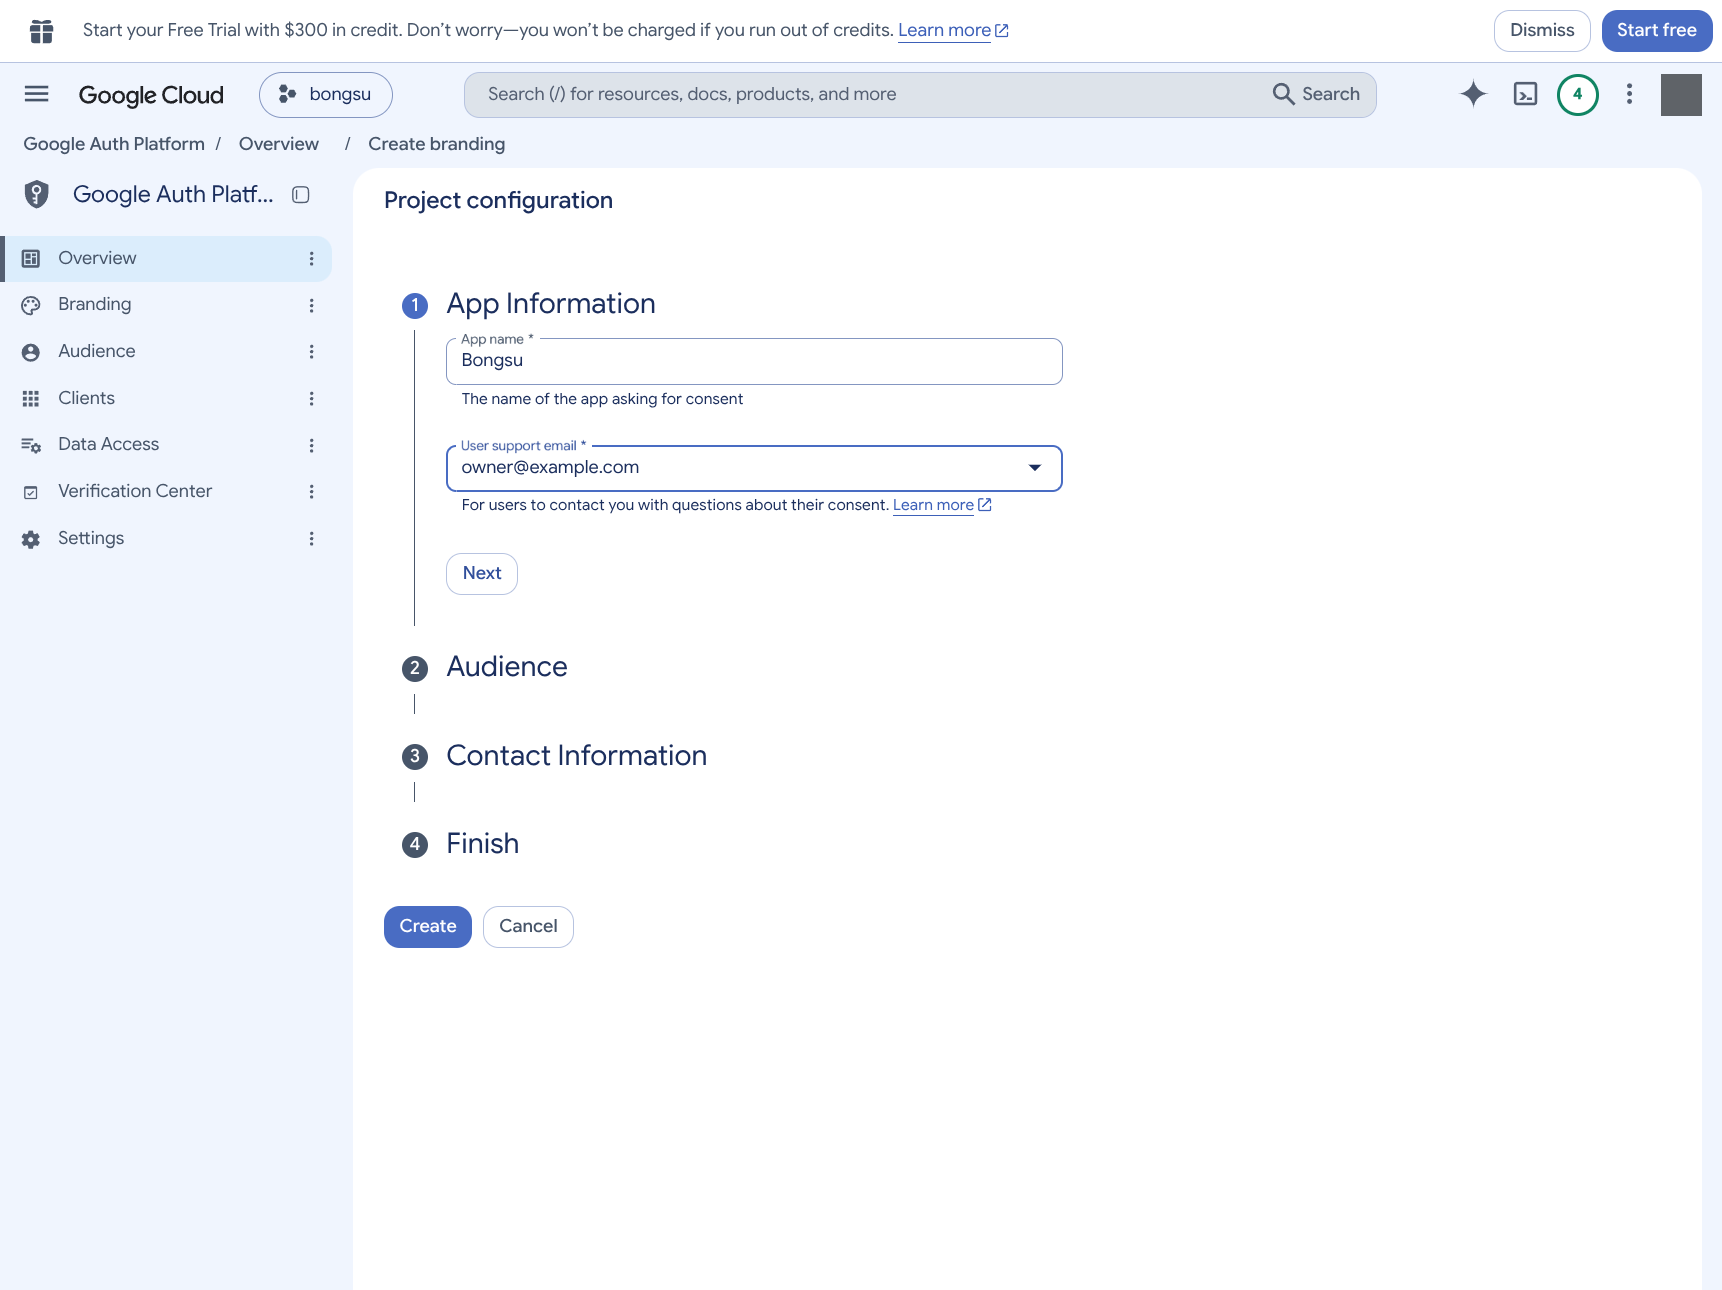 Start your Free Trial with $300 in credit. Don’t worry—you won’t be charged if you run out of credits. Learn more
Dismiss
Start free
Google Cloud
bongsu
Search (/) for resources, docs, products, and more
Search
4
Google Auth Platform / Overview / Create branding
Google Auth Platf...
Overview
Branding
Audience
Clients
Data Access
Verification Center
Settings
Project configuration
1 App Information
App name *
Bongsu
The name of the app asking for consent
User support email *
owner@example.com
For users to contact you with questions about their consent. Learn more
Next
2 Audience
3 Contact Information
4 Finish
Create
Cancel